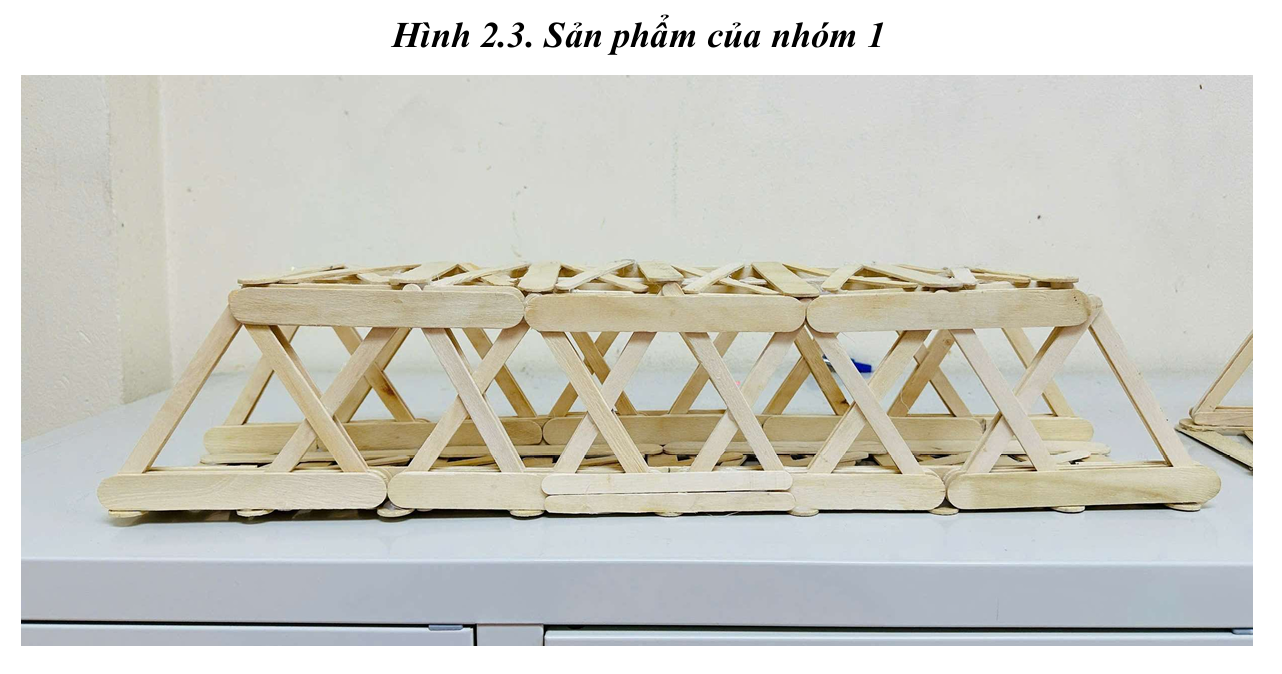 Hình 2.3. Sản phẩm của nhóm 1